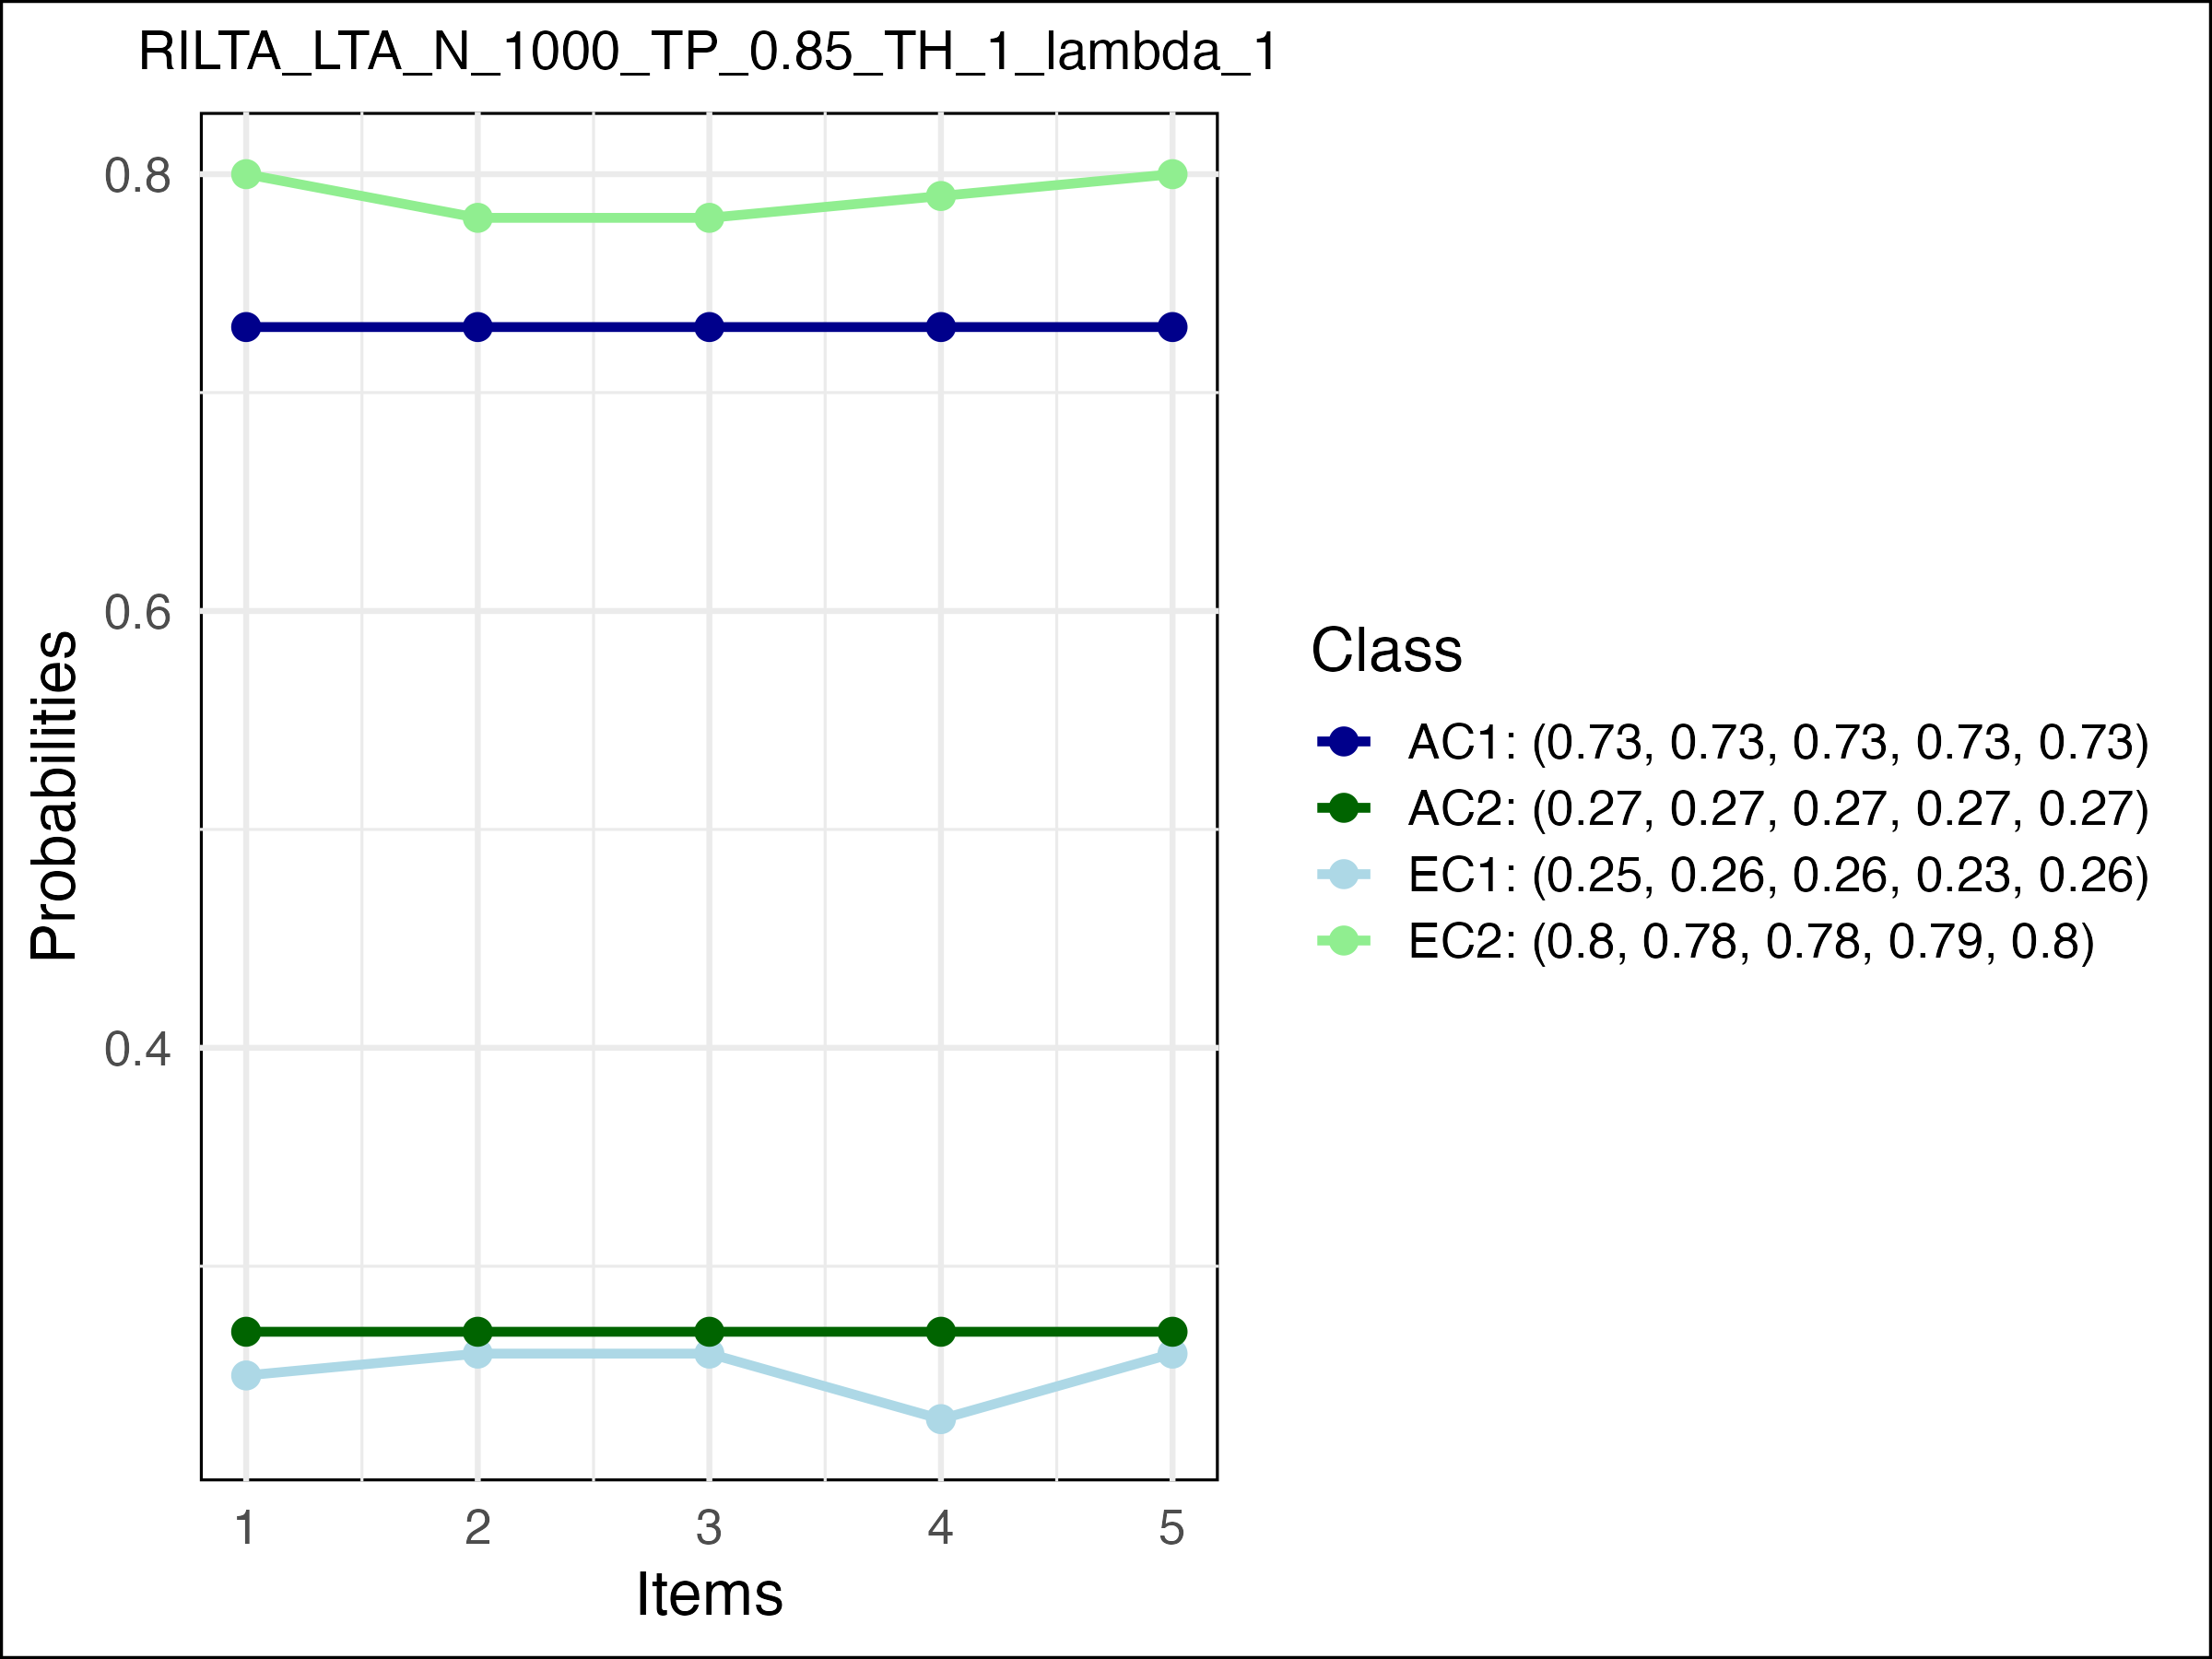 RILTA_LTA_N_1000_TP_0.85_TH_1_lambda_1
0.8
0.6
0.4
Probabilities
1 2 3 4 5
Items
Class
AC1: (0.73, 0.73, 0.73, 0.73, 0.73)
AC2: (0.27, 0.27, 0.27, 0.27, 0.27)
EC1: (0.25, 0.26, 0.26, 0.23, 0.26)
EC2: (0.8, 0.78, 0.78, 0.79, 0.8)